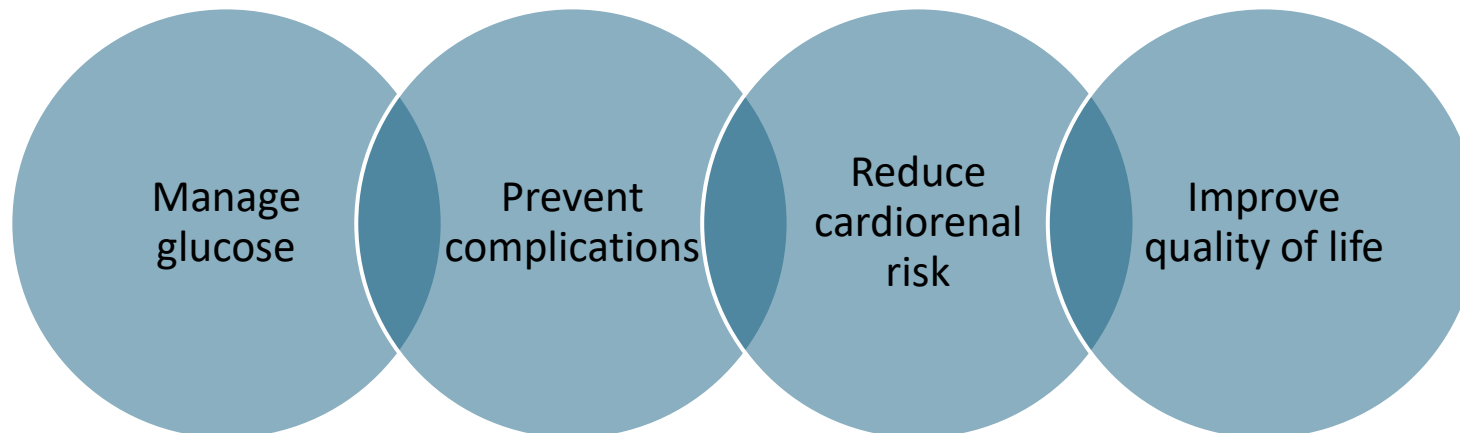 Manage
glucose
Prevent
complications
Reduce
cardiorenal
risk
Improve
quality of life